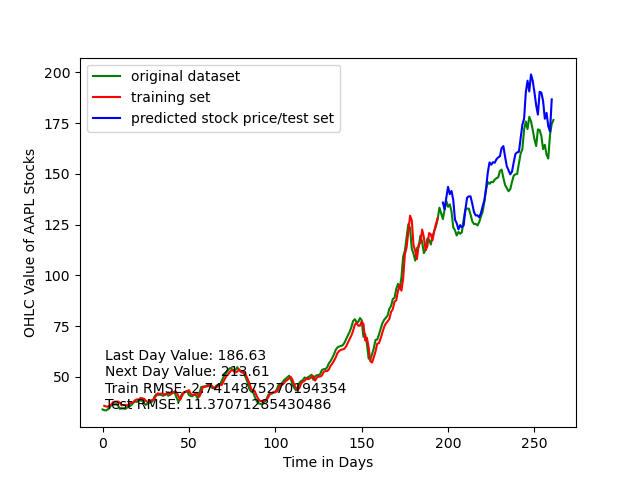 200
175
150
125
100
75
50
OHLC Value of AAPL Stocks
original dataset
training set
predicted stock price/test set
Last Day Value: 186.63
Next Day Value:
Train RMSE:
Test RMSE: 11.37071285430486
0 50 100 150 200 250
Time in Days